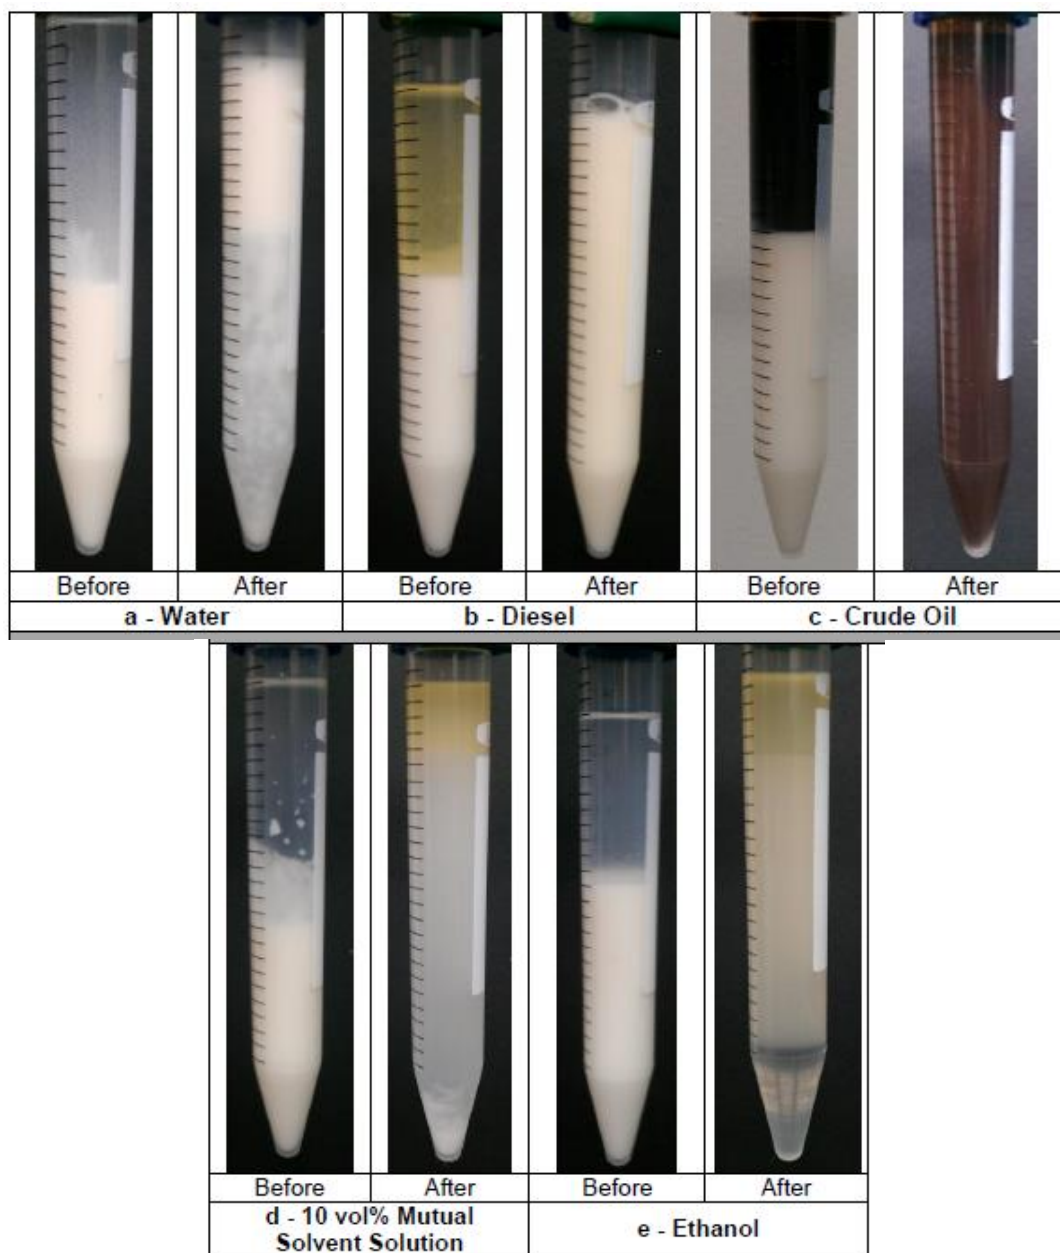 Before After Before After Before After
a - Water b - Diesel c - Crude Oil
Before After Before After
d - 10 vol% Mutual
Solvent Solution
e - Ethanol